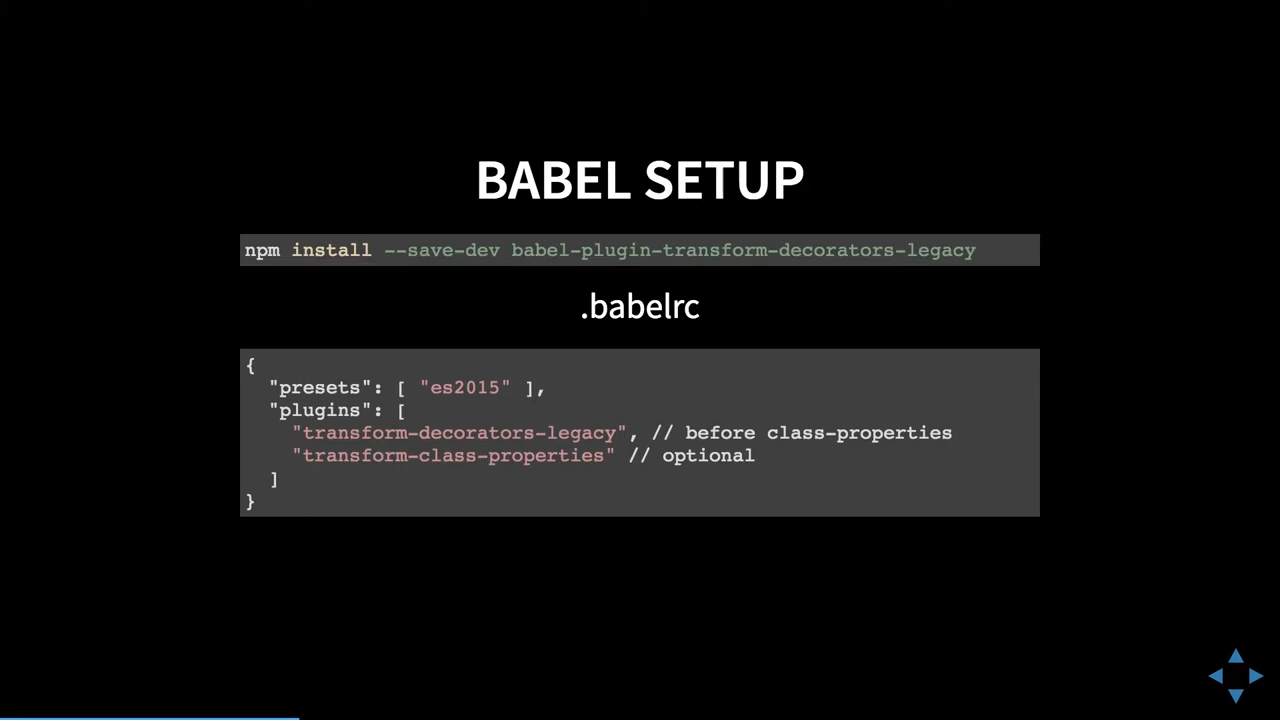 BABEL SETUP
npm install --save-dev babel-plugin-transform-decorators-legacy
.babelrc
{
  "presets": [ "es2015" ],
  "plugins": [
    "transform-decorators-legacy", // before class-properties
    "transform-class-properties" // optional
  ]
}